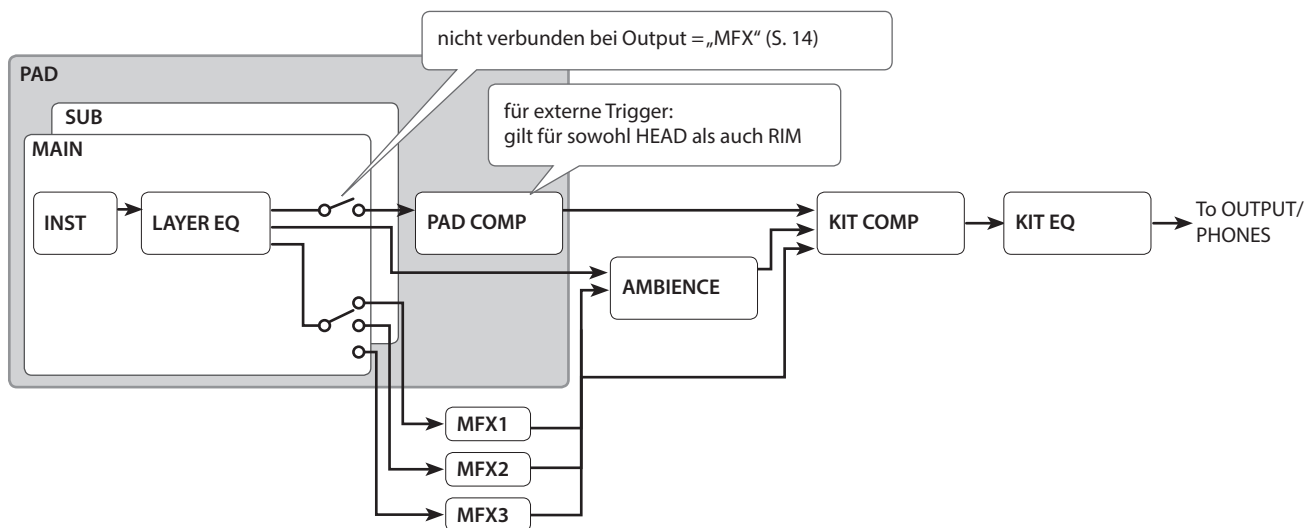 nicht verbunden bei Output =„MFX“ (S. 14)
PAD
SUB
für externe Trigger:
gilt für sowohl HEAD als auch RIM
MAIN
INST
LAYER EQ
PAD COMP
KIT COMP
KIT EQ
To OUTPUT/
PHONES
AMBIENCE
MFX1
MFX2
MFX3